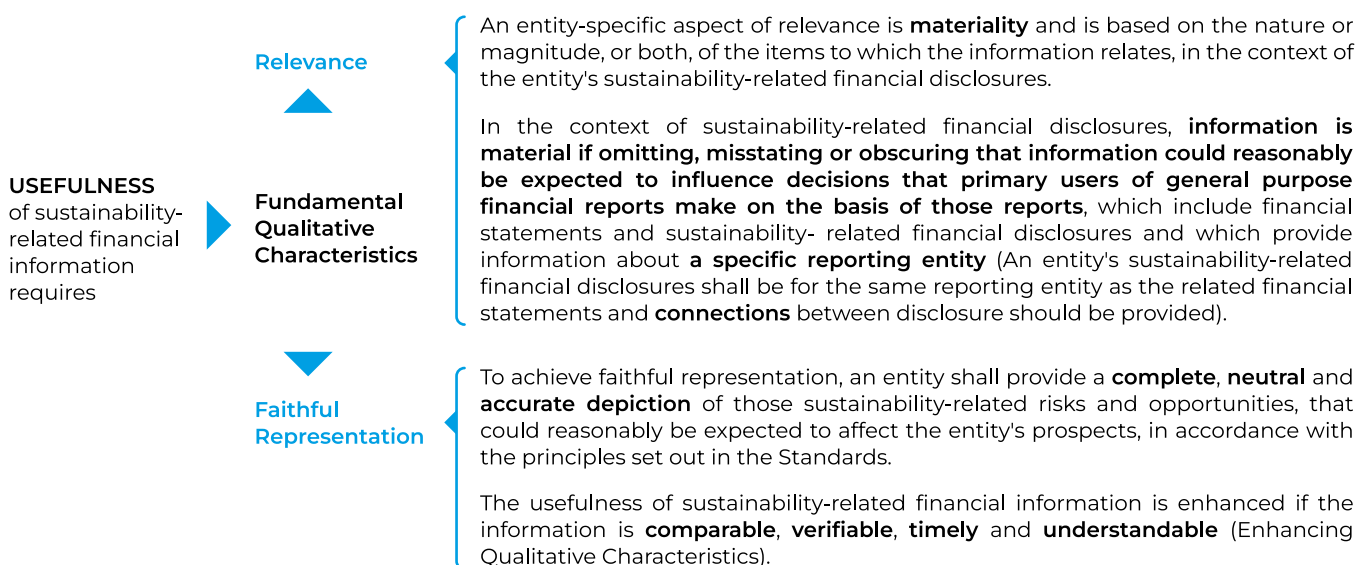 USEFULNESS
of sustainability-
related financial
information
requires
Fundamental
Qualitative
Characteristics
Relevance
An entity-specific aspect of relevance is materiality and is based on the nature or
magnitude, or both, of the items to which the information relates, in the context of
the entity's sustainability-related financial disclosures.
In the context of sustainability-related financial disclosures, information is
material if omitting, misstating or obscuring that information could reasonably
be expected to influence decisions that primary users of general purpose
financial reports make on the basis of those reports, which include financial
statements and sustainability- related financial disclosures and which provide
information about a specific reporting entity (An entity's sustainability-related
financial disclosures shall be for the same reporting entity as the related financial
statements and connections between disclosure should be provided).
Faithful
Representation
To achieve faithful representation, an entity shall provide a complete, neutral and
accurate depiction of those sustainability-related risks and opportunities, that
could reasonably be expected to affect the entity's prospects, in accordance with
the principles set out in the Standards.
The usefulness of sustainability-related financial information is enhanced if the
information is comparable, verifiable, timely and understandable (Enhancing
Qualitative Characteristics).